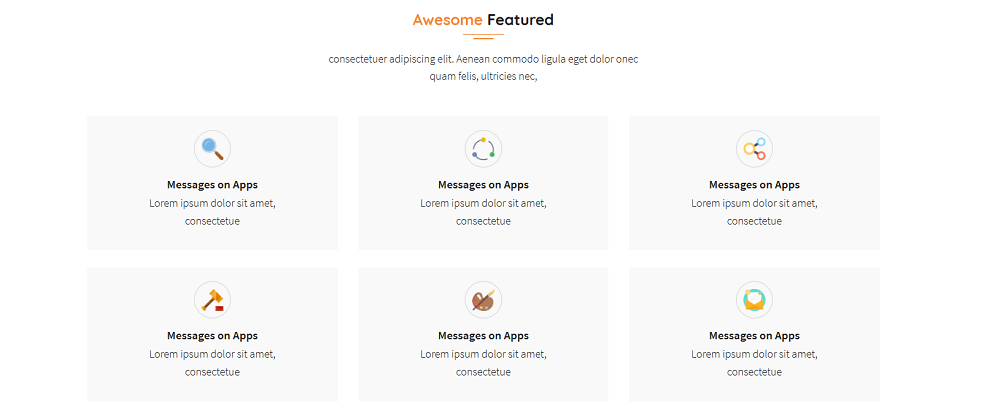 Awesome Featured
consectetuer adipiscing elit. Aenean commodo ligula eget dolor onec
quam felis, ultricies nec,
Messages on Apps
Lorem ipsum dolor sit amet,
consectetue
Messages on Apps
Lorem ipsum dolor sit amet,
consectetue
Messages on Apps
Lorem ipsum dolor sit amet,
consectetue
Messages on Apps
Lorem ipsum dolor sit amet,
consectetue
Messages on Apps
Lorem ipsum dolor sit amet,
consectetue
Messages on Apps
Lorem ipsum dolor sit amet,
consectetue